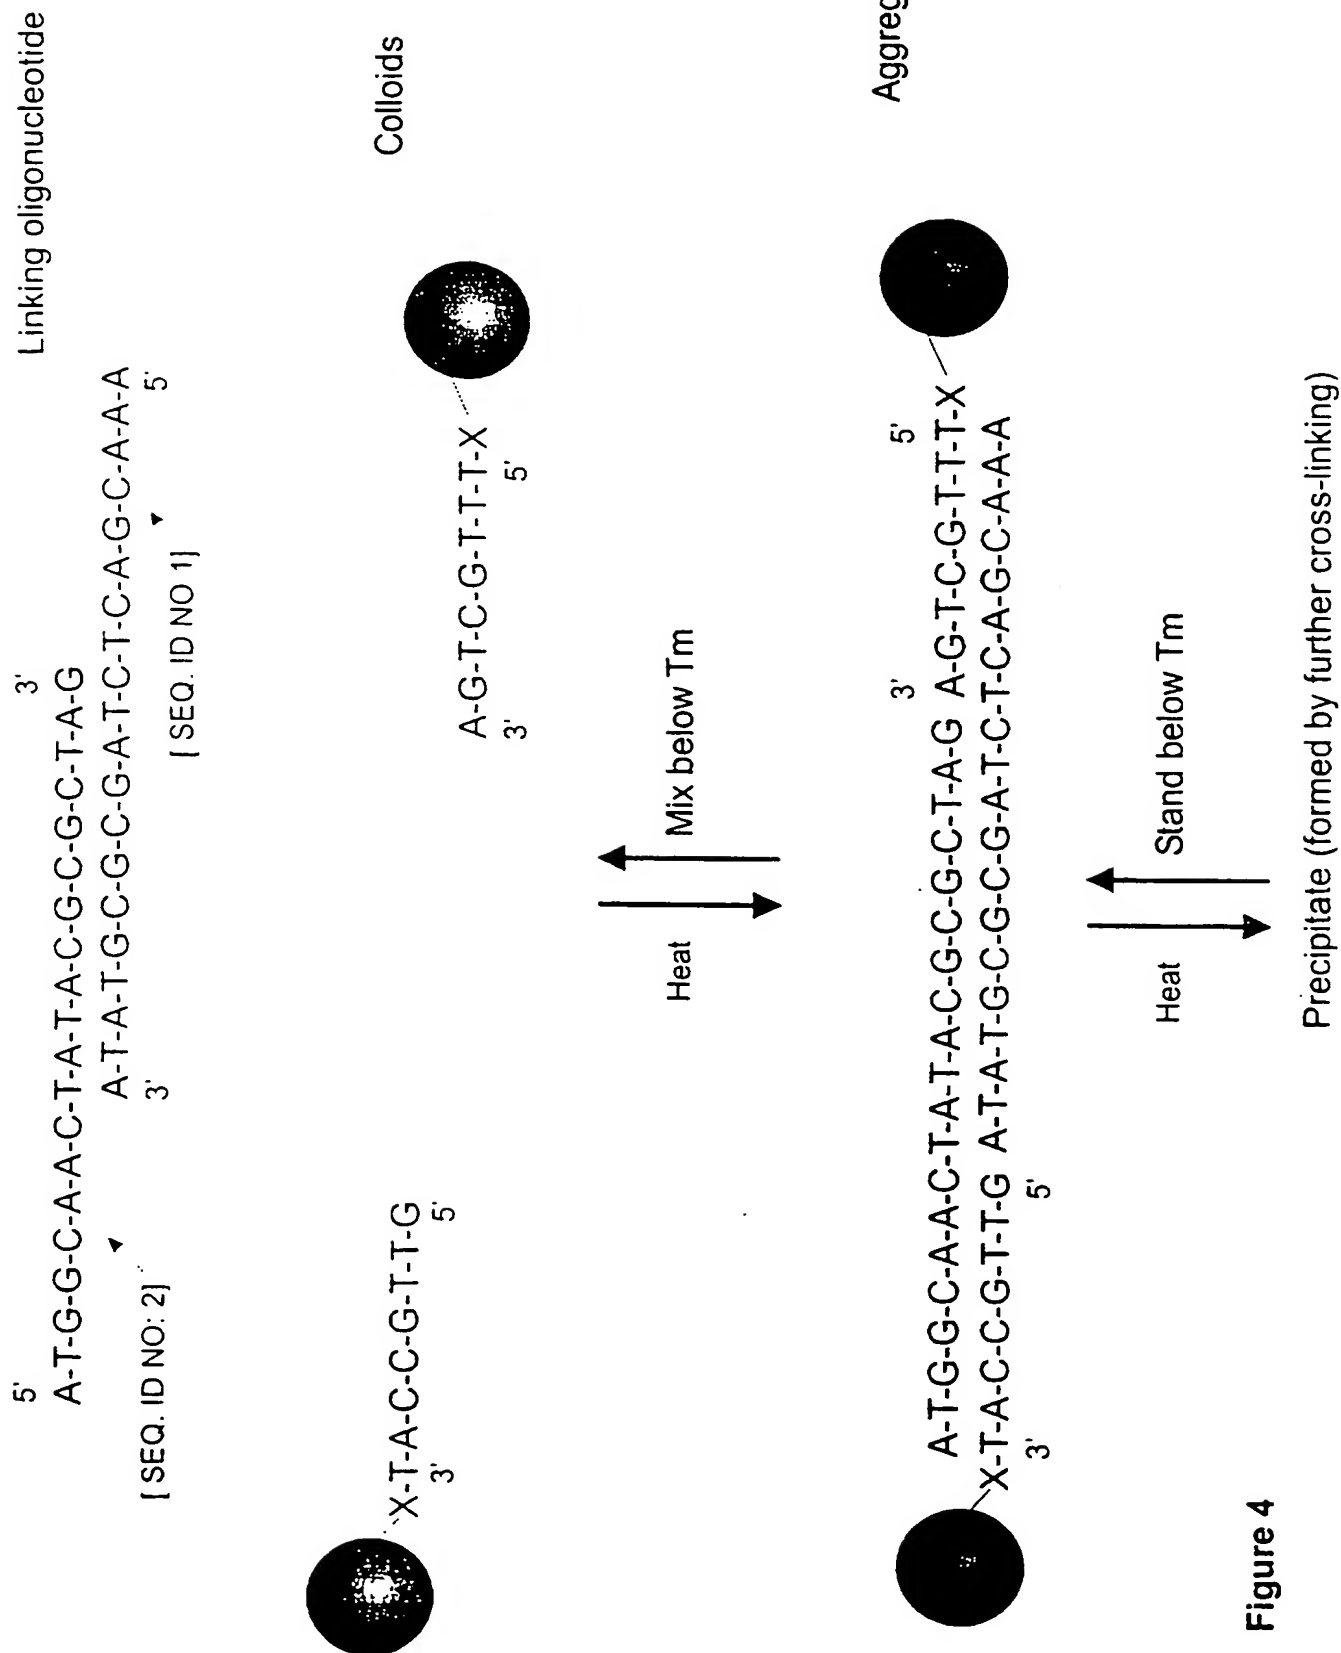 Linking oligonucleotide
5' 3'
A-T-G-G-C-A-A-C-T-A-T-A-C-G-C-G-C-T-A-G
A-T-A-T-G-C-G-C-G-A-T-C-T-C-A-G-C-A-A-A
3' 5'
[SEQ. ID NO: 2]
[SEQ. ID NO 1]
Colloids
X-T-A-C-C-G-T-T-G
3' 5'
A-G-T-C-G-T-T-T-X
3' 5'
Heat Mix below Tm
Aggreg
3' 5'
A-T-G-G-C-A-A-C-T-A-T-A-C-G-C-G-C-T-A-G A-G-T-C-G-T-T-T-X
X-T-A-C-C-G-T-T-G A-T-A-T-G-C-G-C-G-A-T-C-T-C-A-G-C-A-A-A
3' 5'
Heat Stand below Tm
Figure 4
Precipitate (formed by further cross-linking)